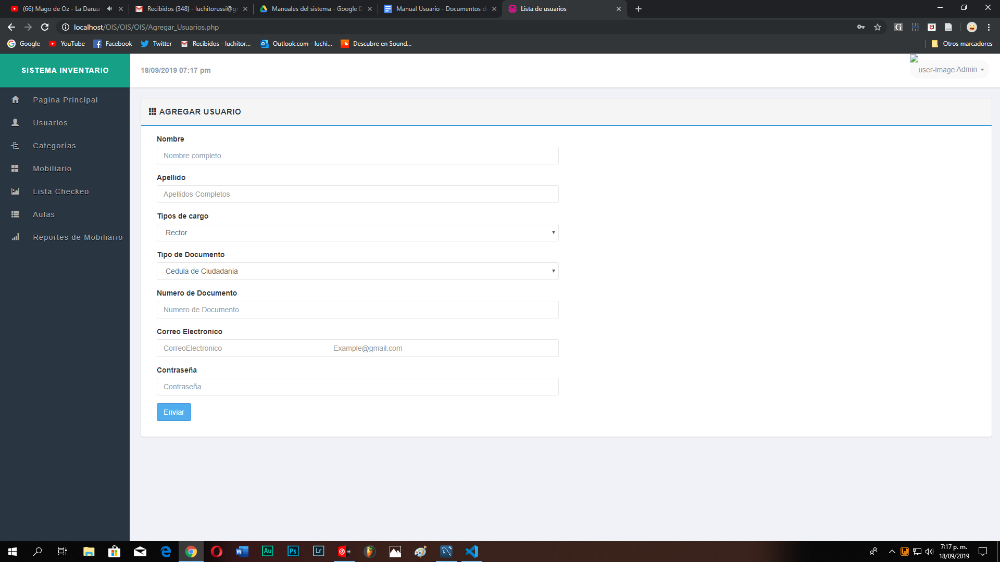 (66) Mago de Oz - La Danza
Recibidos (348) - luchitorussi@g
Manuales del sistema - Google D
Manual Usuario - Documentos d
Lista de usuarios
localhost/OIS/OIS/OIS/Agregar_Usuarios.php
Google
YouTube
Facebook
Twitter
Recibidos - luchitor...
Outlook.com - luchi...
Descubre en Sound...
Otros marcadores
SISTEMA INVENTARIO
18/09/2019 07:17 pm
user-image Admin
Pagina Principal
Usuarios
Categorías
Mobiliario
Lista Checkeo
Aulas
Reportes de Mobiliario
AGREGAR USUARIO
Nombre
Nombre completo
Apellido
Apellidos Completos
Tipos de cargo
Rector
Tipo de Documento
Cedula de Ciudadania
Numero de Documento
Numero de Documento
Correo Electronico
CorreoElectronico Example@gmail.com
Contraseña
Contraseña
Enviar
Au
Ps
Lr
7:17 p. m.
18/09/2019